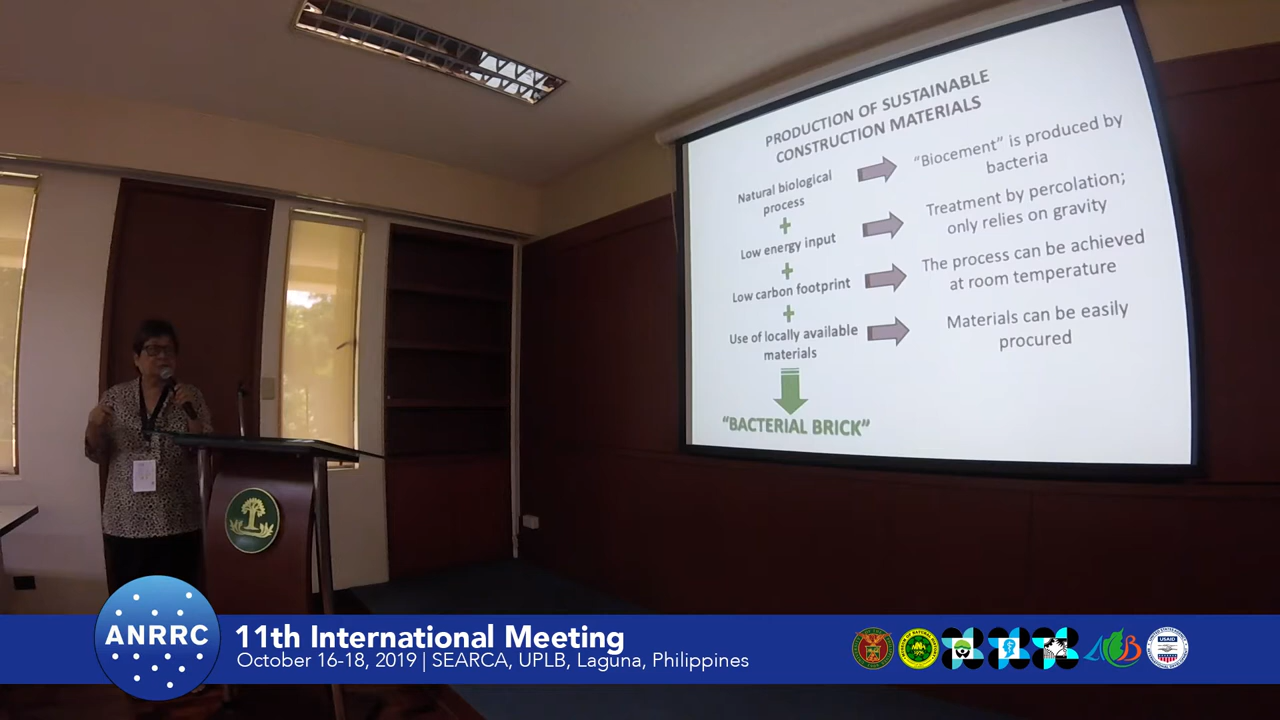 PRODUCTION OF SUSTAINABLE
CONSTRUCTION MATERIALS
Natural biological
process
+
Low energy input
+
Low carbon footprint
+
Use of locally available
materials
"BACTERIAL BRICK"
“Biocement” is produced by
bacteria
Treatment by percolation;
only relies on gravity
The process can be achieved
at room temperature
Materials can be easily
procured
ANRRC
11th International Meeting
October 16-18, 2019 | SEARCA, UPLB, Laguna, Philippines
USAID